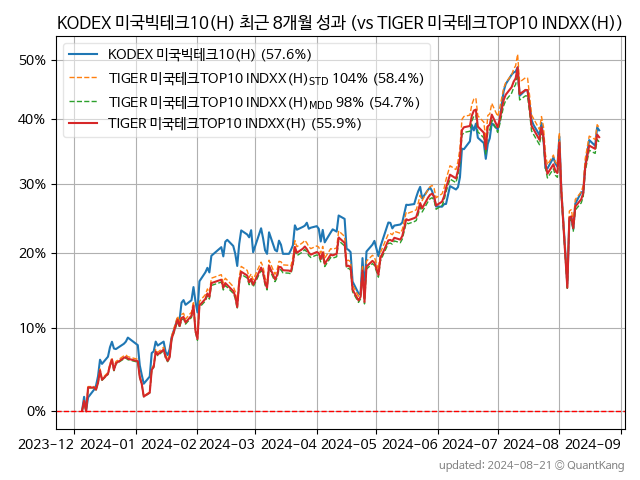 KODEX 미국빅테크10(H) 최근 8개월 성과 (vs TIGER 미국테크TOP10 INDXX(H))
KODEX 미국빅테크10(H) (57.6%)
TIGER 미국테크TOP10 INDXX(H)STD 104% (58.4%)
TIGER 미국테크TOP10 INDXX(H)MDD 98% (54.7%)
TIGER 미국테크TOP10 INDXX(H) (55.9%)
50%
40%
30%
20%
10%
0%
2023-12 2024-01 2024-02 2024-03 2024-04 2024-05 2024-06 2024-07 2024-08 2024-09
updated: 2024-08-21 © QuantKang